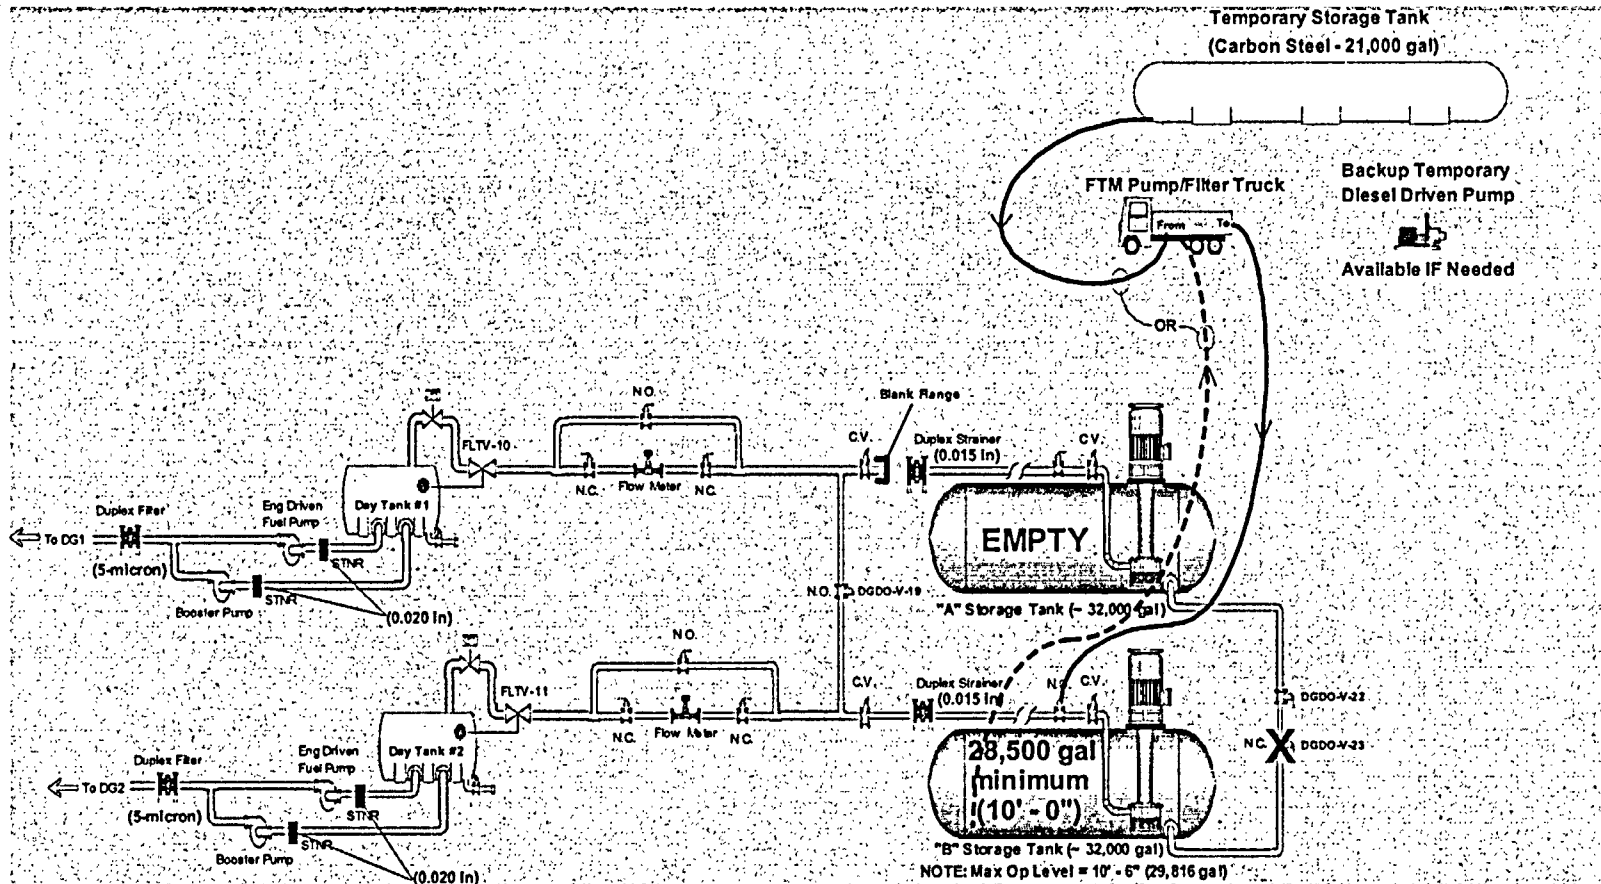 Temporary Storage Tank
(Carbon Steel - 21,000 gal)
FTM Pump/Filter Truck
From
To
Backup Temporary
Diesel Driven Pump
Available IF Needed
OR
N.O.
Blank Flange
FLTV-10
C.V.
Duplex Strainer
(0.015 in)
C.V.
N.C.
Flow Meter
N.C.
Day Tank #1
Duplex Filter
Eng Driven
Fuel Pump
To DG1
(5-micron)
STNR
Booster Pump
STNR
(0.020 in)
EMPTY
N.O.
DGDO-V-19
"A" Storage Tank (~ 32,000 gal)
N.O.
FLTV-11
C.V.
Duplex Strainer
(0.015 in)
C.V.
DGDO-V-22
N.C.
Flow Meter
N.C.
Day Tank #2
N.C.
DGDO-V-23
Duplex Filter
Eng Driven
Fuel Pump
To DG2
(5-micron)
STNR
Booster Pump
STNR
(0.020 in)
28,500 gal
minimum
(10' - 0")
"B" Storage Tank (~ 32,000 gal)
NOTE: Max Op Level = 10' - 6" (29,816 gal)